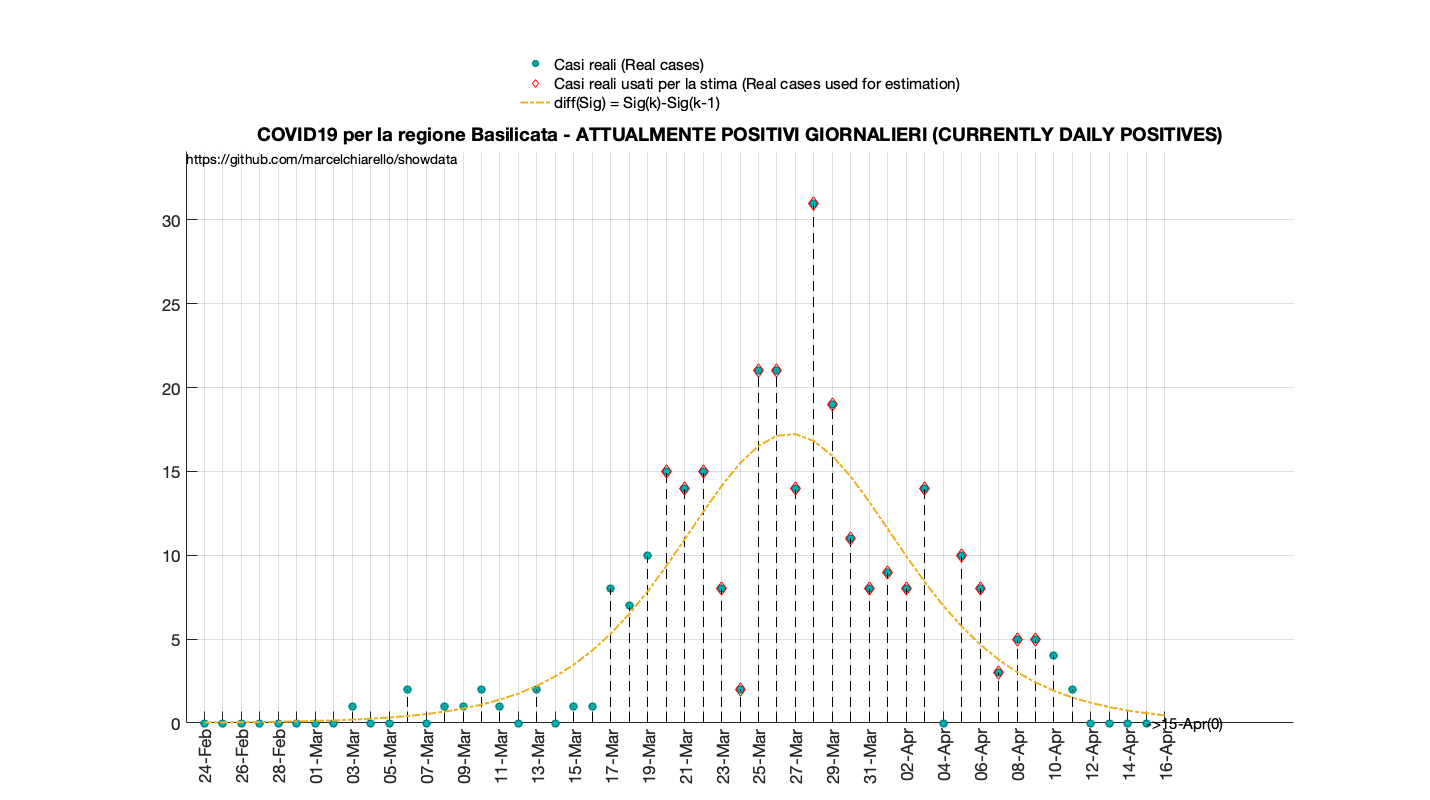 Casi reali (Real cases)
Casi reali usati per la stima (Real cases used for estimation)
diff(Sig) = Sig(k)-Sig(k-1)
COVID19 per la regione Basilicata - ATTUALMENTE POSITIVI GIORNALIERI (CURRENTLY DAILY POSITIVES)
https://github.com/marcelchiarello/showdata
30
25
20
15
10
5
0
->15-Apr(0)
24-Feb
26-Feb
28-Feb
01-Mar
03-Mar
05-Mar
07-Mar
09-Mar
11-Mar
13-Mar
15-Mar
17-Mar
19-Mar
21-Mar
23-Mar
25-Mar
27-Mar
29-Mar
31-Mar
02-Apr
04-Apr
06-Apr
08-Apr
10-Apr
12-Apr
14-Apr
16-Apr